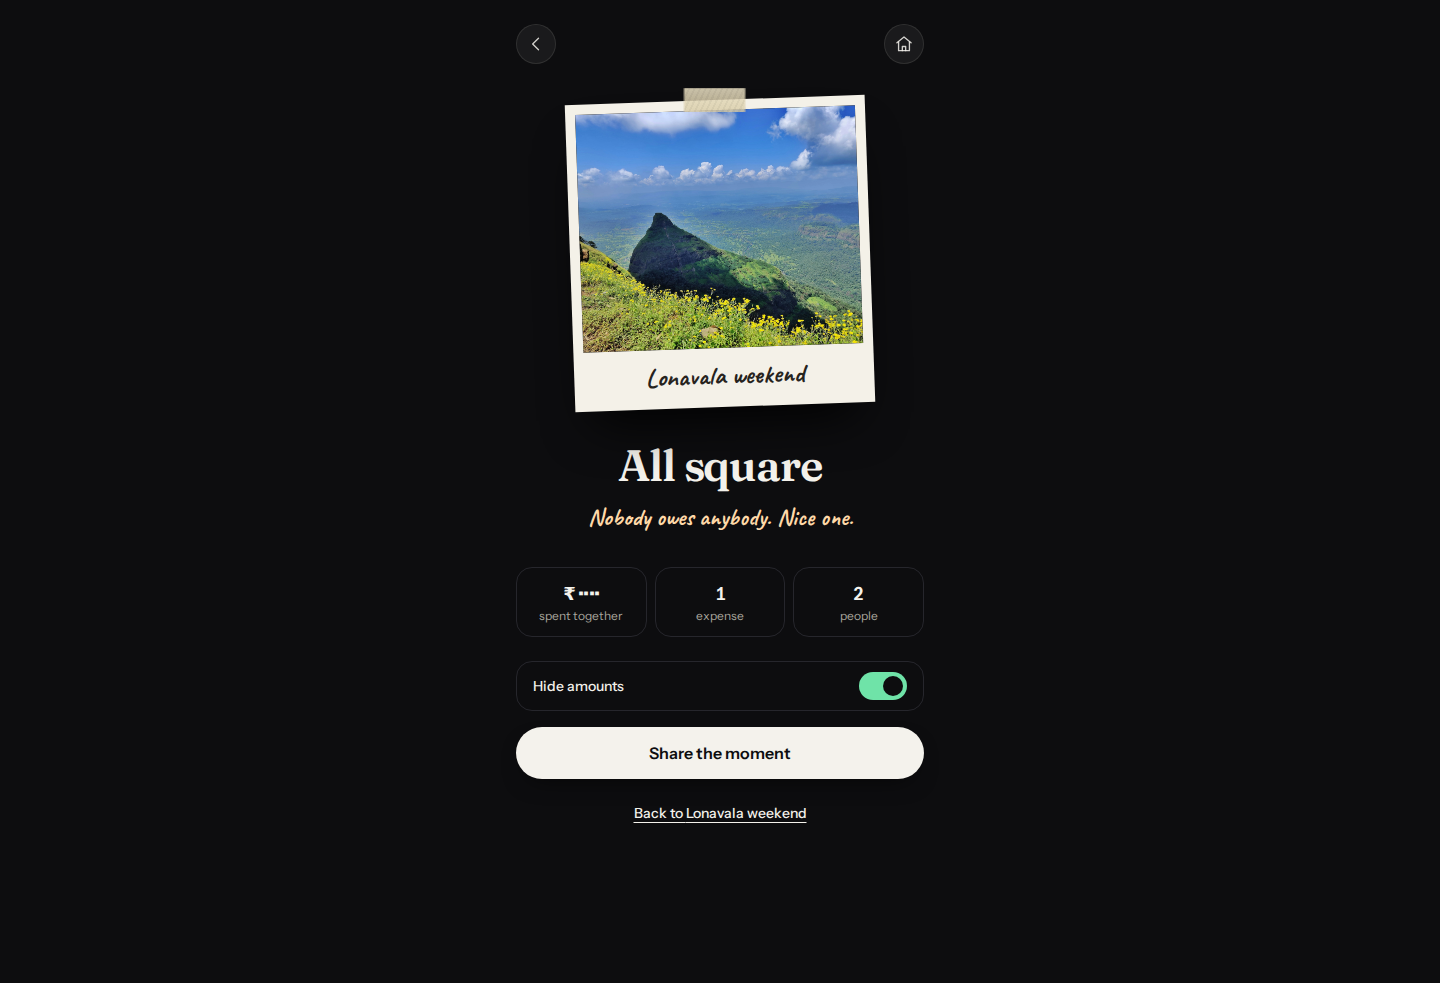 Lonavala weekend
All square
Nobody owes anybody. Nice one.
₹ ····
spent together
1
expense
2
people
Hide amounts
Share the moment
Back to Lonavala weekend